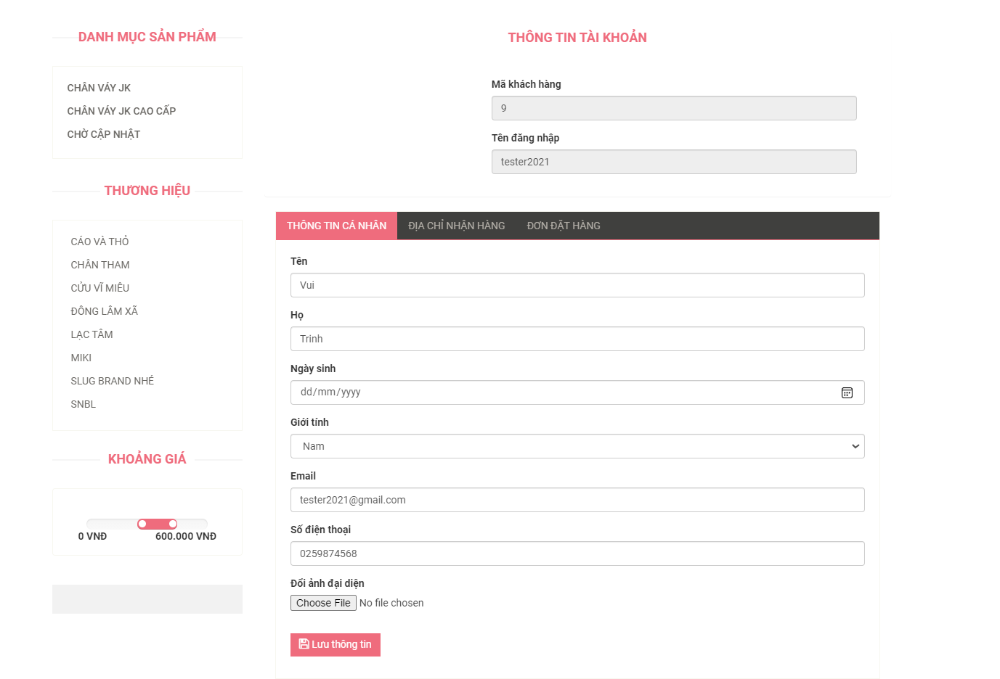 DANH MỤC SẢN PHẨM
CHÂN VÁY JK
CHÂN VÁY JK CAO CẤP
CHỜ CẬP NHẬT
THƯƠNG HIỆU
CÁO VÀ THỎ
CHÂN THAM
CỬU VĨ MIÊU
ĐÔNG LÂM XÃ
LẠC TÂM
MIKI
SLUG BRAND NHÉ
SNBL
KHOẢNG GIÁ
0 VNĐ 600.000 VNĐ
THÔNG TIN TÀI KHOẢN
Mã khách hàng
9
Tên đăng nhập
tester2021
THÔNG TIN CÁ NHÂN ĐỊA CHỈ NHẬN HÀNG ĐƠN ĐẶT HÀNG
Tên
Vui
Họ
Trinh
Ngày sinh
dd/mm/yyyy
Giới tính
Nam
Email
tester2021@gmail.com
Số điện thoại
0259874568
Đổi ảnh đại diện
Choose File No file chosen
Lưu thông tin